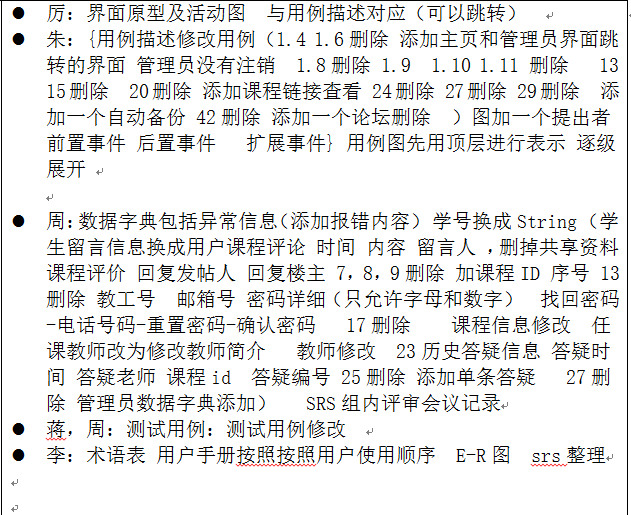 ● 厉：界面原型及活动图　与用例描述对应（可以跳转）
● 朱：{用例描述修改用例（1.4 1.6 删除 添加主页和管理员界面跳
转的界面 管理员没有注销　1.8 删除 1.9　1.10 1.11 删除　 13
15 删除　20 删除 添加课程链接查看 24 删除 27 删除 29 删除　添
加一个自动备份 42 删除 添加一个论坛删除　）图加一个提出者
前置事件 后置事件　 扩展事件} 用例图先用顶层进行表示 逐级
展开
● 周：数据字典包括异常信息（添加报错内容） 学号换成 String（学
生留言信息换成用户课程评论 时间 内容 留言人 ，删掉共享资料
课程评价 回复发帖人 回复楼主 7，8，9 删除 加课程 ID 序号 13
删除 教工号　邮箱号 密码详细（只允许字母和数字）　找回密码
-电话号码-重置密码-确认密码　 17 删除　　课程信息修改　任
课教师改为修改教师简介　 教师修改　23 历史答疑信息 答疑时
间 答疑老师 课程 id　答疑编号 25 删除 添加单条答疑　 27 删
除 管理员数据字典添加）　 SRS 组内评审会议记录
● 蒋，周：测试用例：测试用例修改
● 李：术语表 用户手册按照按照用户使用顺序　E-R 图　srs 整理